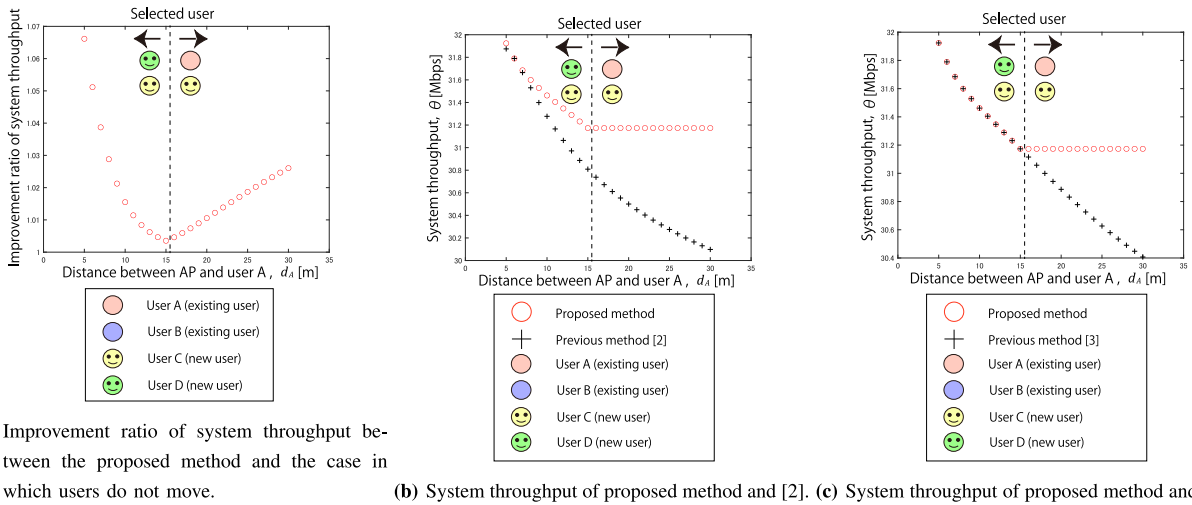 Selected user
1.07
1.06
1.05
1.04
1.03
1.02
1.01
1
Improvement ratio of system throughput
0 5 10 15 20 25 30 35
Distance between AP and user A , d_A [m]
User A (existing user)
User B (existing user)
User C (new user)
User D (new user)
Improvement ratio of system throughput be-
tween the proposed method and the case in
which users do not move.
Selected user
32
31.8
31.6
31.4
31.2
31
30.8
30.6
30.4
30.2
30
System throughput, θ [Mbps]
0 5 10 15 20 25 30 35
Distance between AP and user A , d_A [m]
Proposed method
Previous method [2]
User A (existing user)
User B (existing user)
User C (new user)
User D (new user)
(b) System throughput of proposed method and [2].
Selected user
32
31.8
31.6
31.4
31.2
31
30.8
30.6
30.4
System throughput, θ [Mbps]
0 5 10 15 20 25 30 35
Distance between AP and user A , d_A [m]
Proposed method
Previous method [3]
User A (existing user)
User B (existing user)
User C (new user)
User D (new user)
(c) System throughput of proposed method and